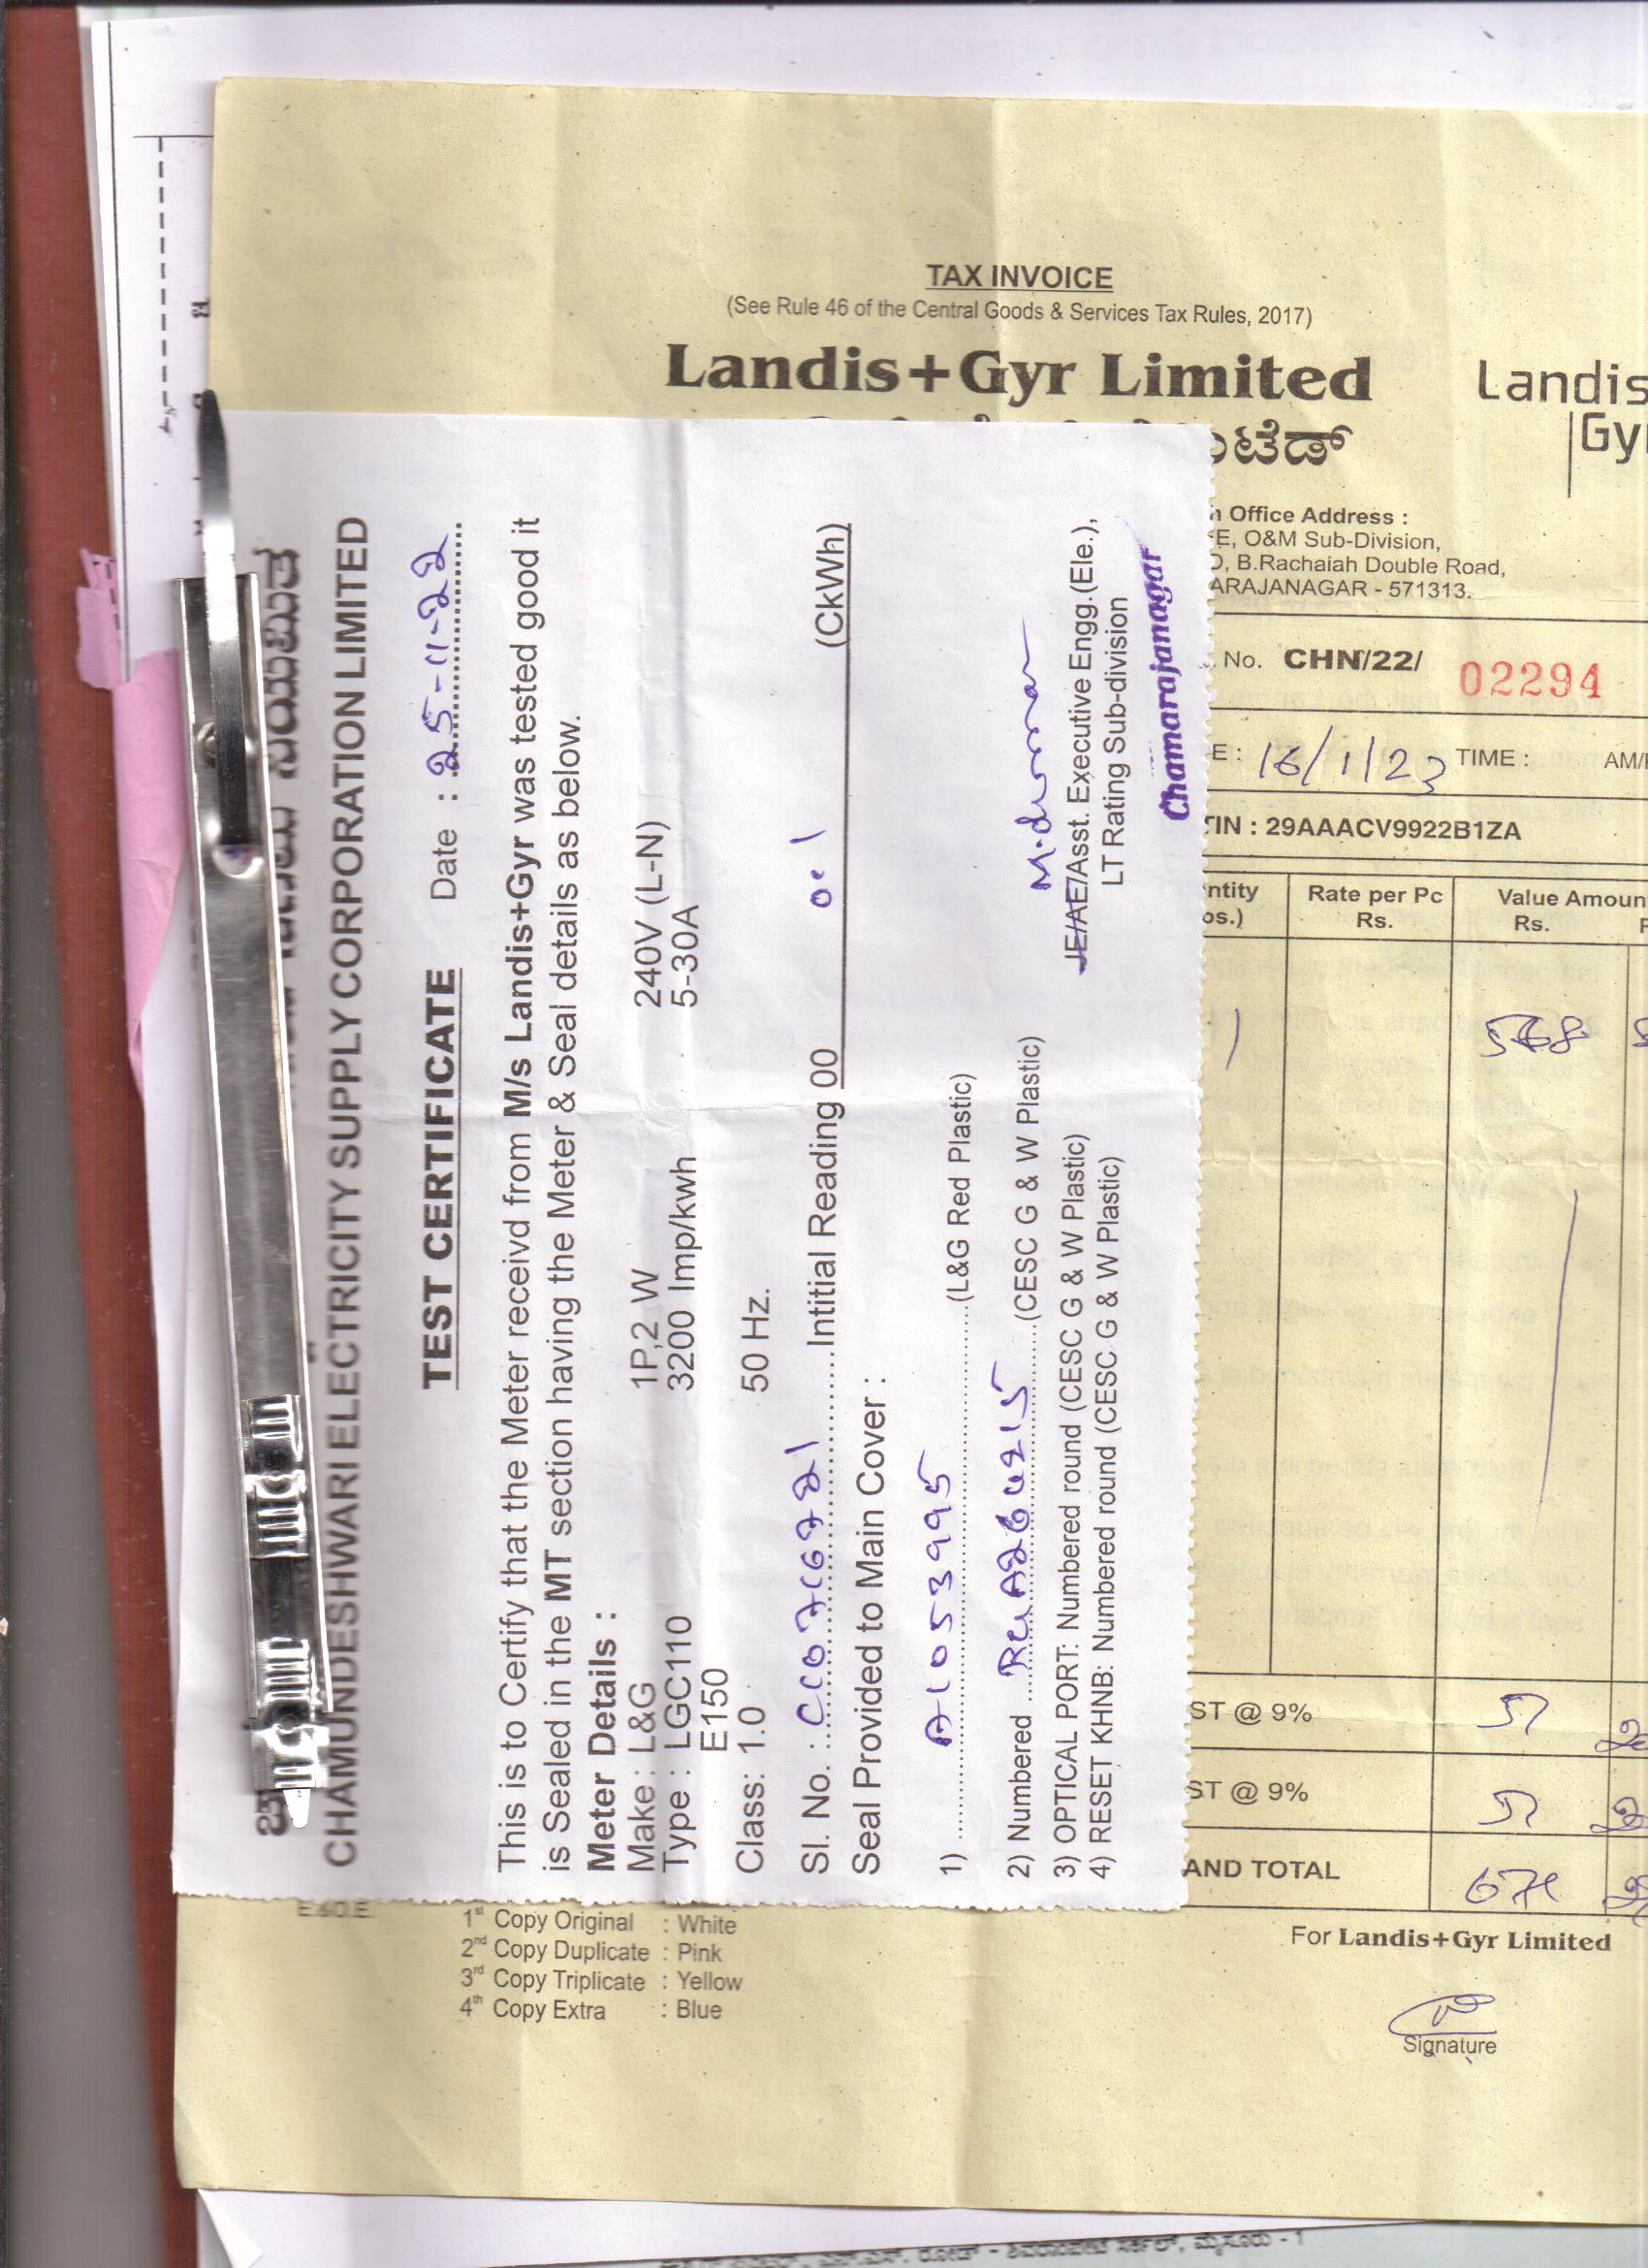 TAX INVOICE
(See Rule 46 of the Central Goods & Services Tax Rules, 2017)
Landis+Gyr Limited
Landis
Gy
ಟೆಡ್
Office Address :
E, O&M Sub-Division,
B.Rachaiah Double Road,
ARAJANAGAR - 571313.
No. CHN/22/ 02294
E : 16/1/23 TIME : AM/
TIN : 29AAACV9922B1ZA
ntity
os.)
Rate per Pc
Rs.
Value Amoun
Rs.
1
568
ST @ 9% 51
ST @ 9% 51
AND TOTAL
For Landis+Gyr Limited
Signature
E.&O.E.
1st Copy Original : White
2nd Copy Duplicate : Pink
3rd Copy Triplicate : Yellow
4th Copy Extra : Blue
CHAMUNDESHWARI ELECTRICITY SUPPLY CORPORATION LIMITED
TEST CERTIFICATE Date : 25-11-22
This is to Certify that the Meter receivd from M/s Landis+Gyr was tested good it
is Sealed in the MT section having the Meter & Seal details as below.
Meter Details :
Make : L&G 1P,2 W 240V (L-N)
Type : LGC110 3200 Imp/kwh 5-30A
E150
Class: 1.0 50 Hz.
Sl. No. : Intitial Reading 00 0.1 (CkWh)
Seal Provided to Main Cover :
1) A1053995 (L&G Red Plastic)
2) Numbered (CESC G & W Plastic)
3) OPTICAL PORT: Numbered round (CESC G & W Plastic)
4) RESET KHNB: Numbered round (CESC G & W Plastic)
JE/AE/Asst. Executive Engg.(Ele.),
LT Rating Sub-division
Chamarajanagar